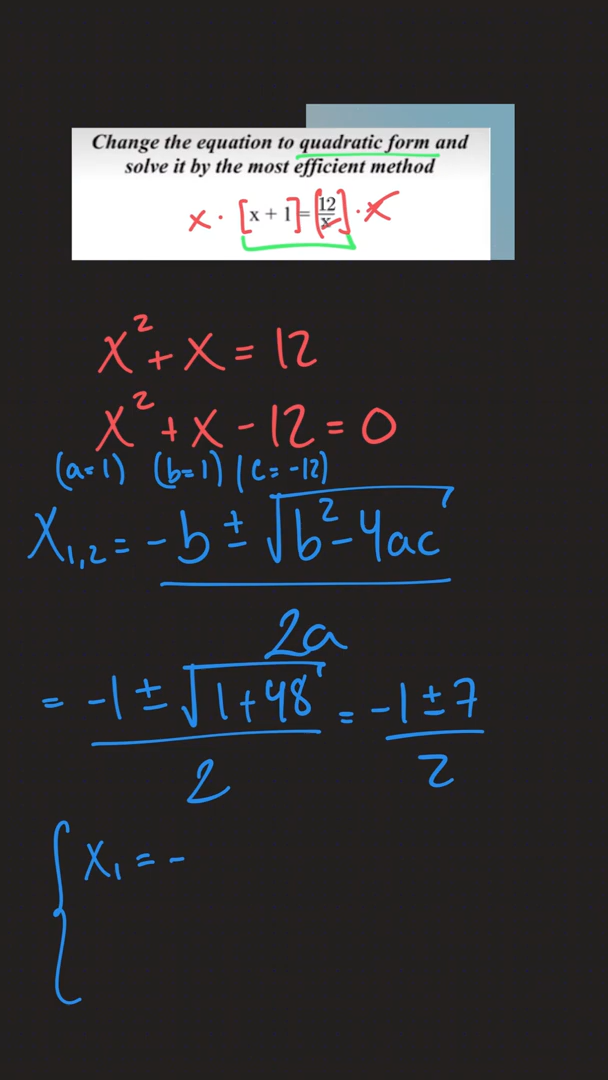 Change the equation to quadratic form and
solve it by the most efficient method
x · [x + 1] = [12/x] · x
x² + x = 12
x² + x - 12 = 0
(a=1) (b=1) (c=-12)
x₁,₂ = (-b ± √(b² - 4ac))/2a
= (-1 ± √(1+48))/2 = (-1 ± 7)/2
{ x₁ = -